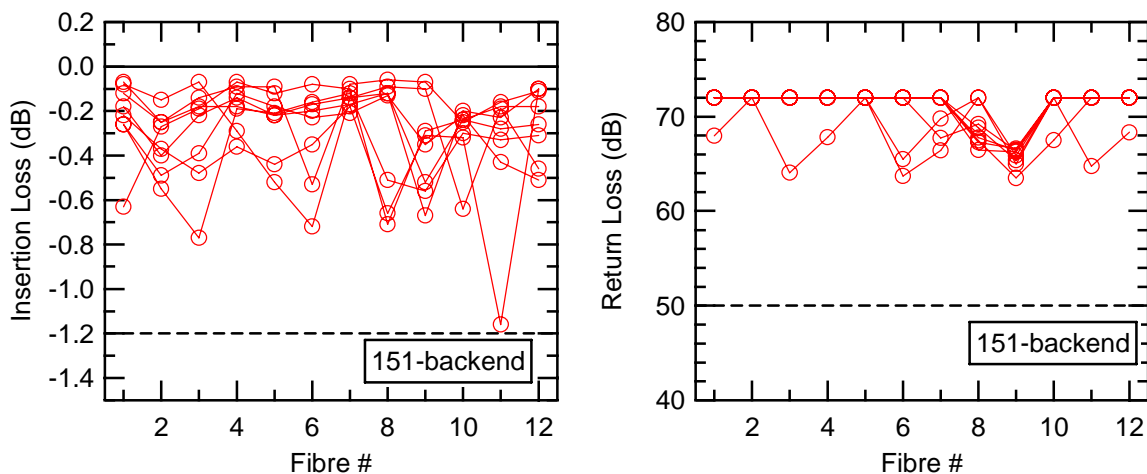 0.2
0.0
-0.2
-0.4
-0.6
-0.8
-1.0
-1.2
-1.4
Insertion Loss (dB)
151-backend
2 4 6 8 10 12
Fibre #
80
70
60
50
40
Return Loss (dB)
151-backend
2 4 6 8 10 12
Fibre #